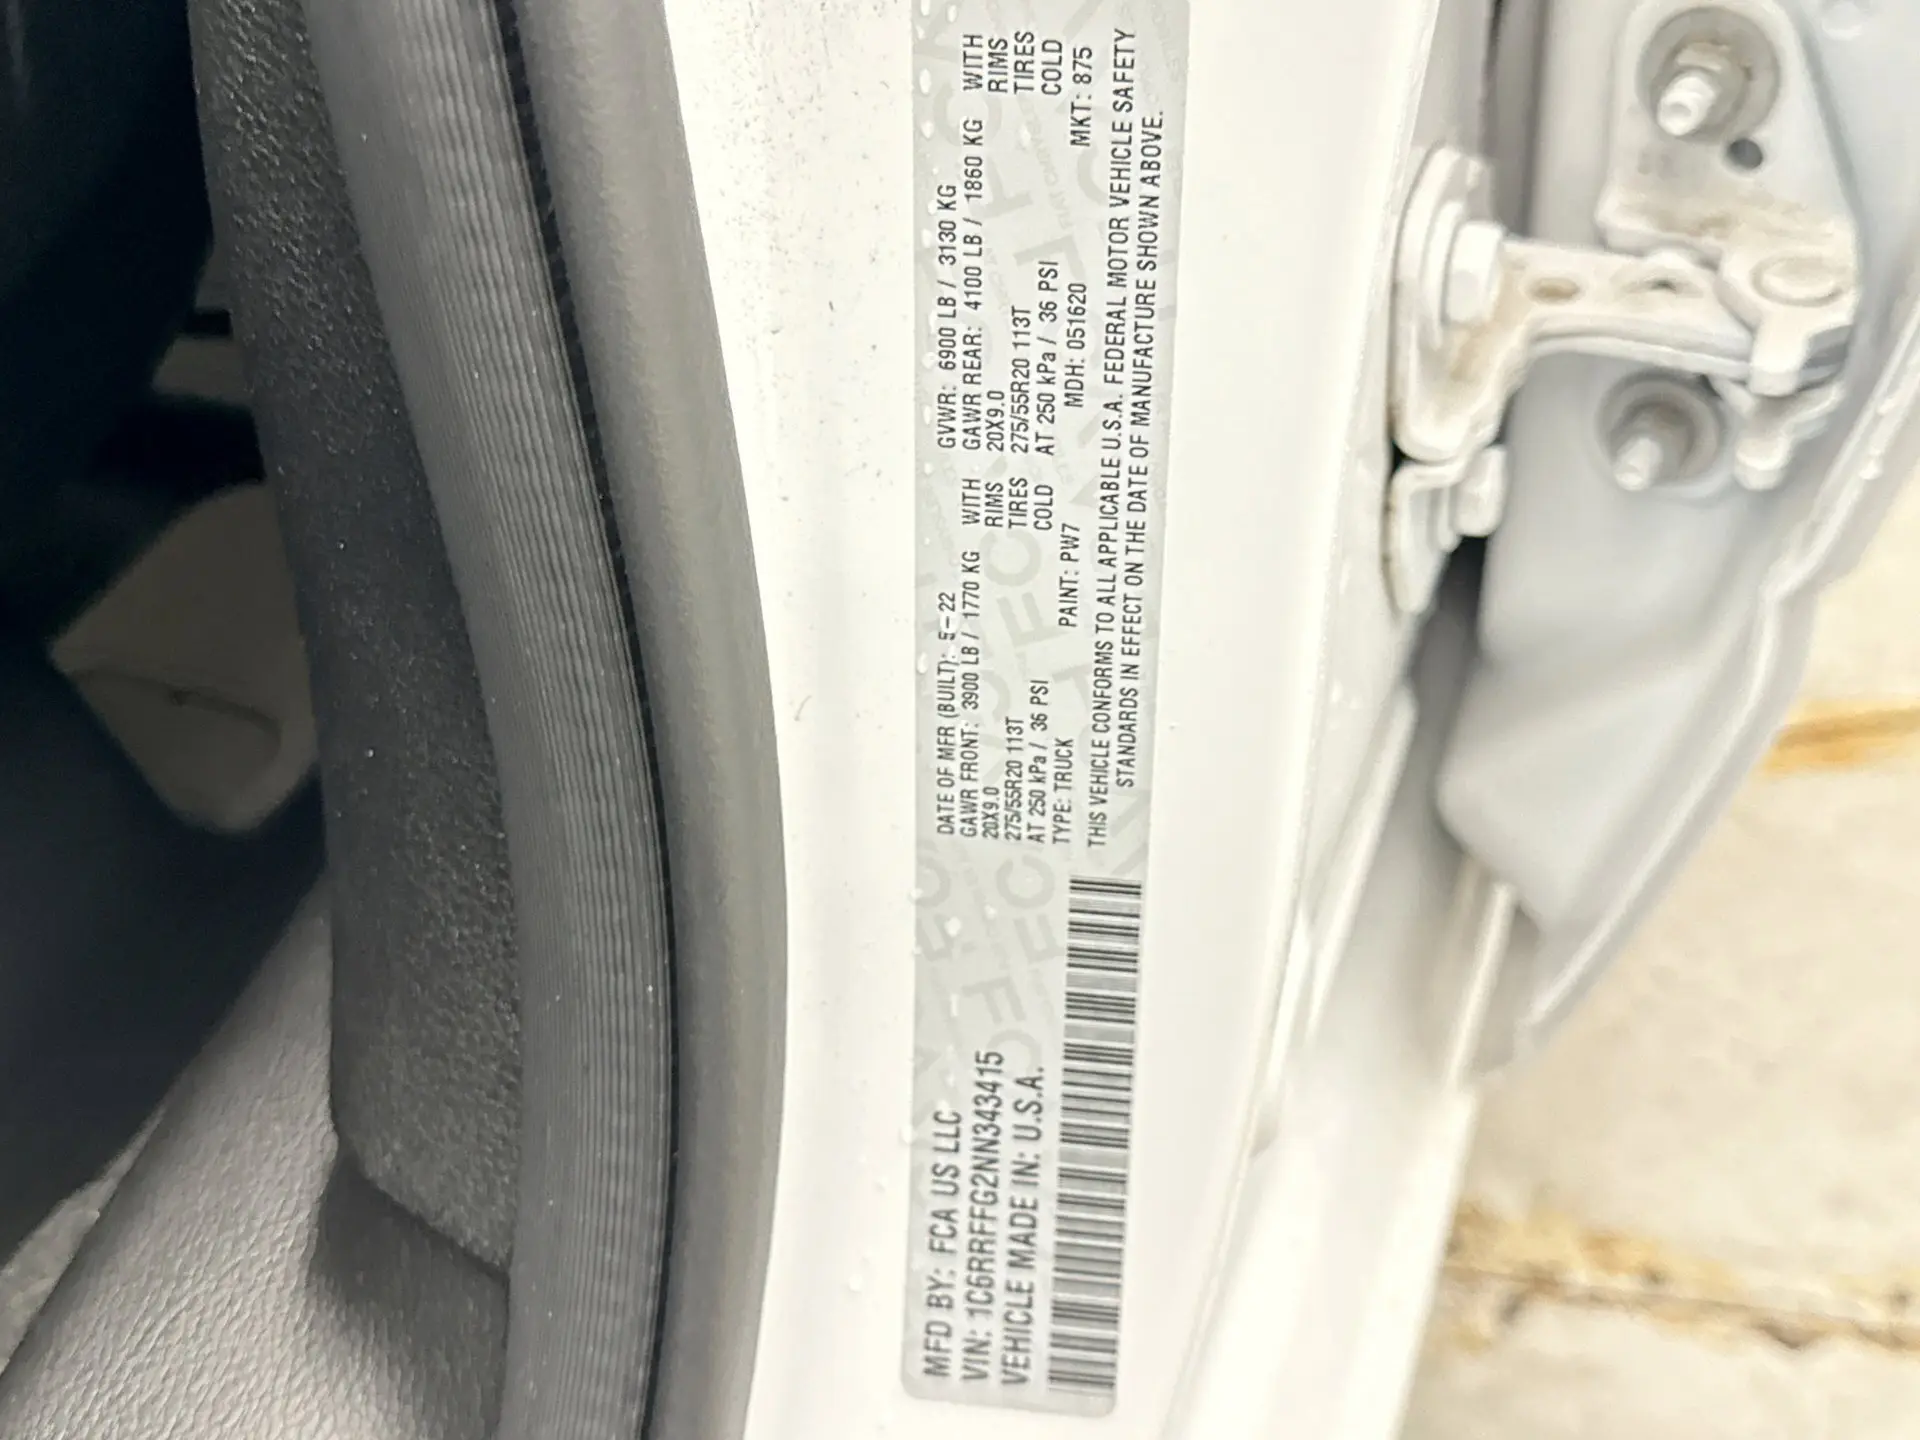 MFD BY: FCA US LLC
VIN: 1C6RRFFG2NN343415
VEHICLE MADE IN: U.S.A.
DATE OF MFR (BUILT): 5-22 GVWR: 6900 LB / 3130 KG
GAWR FRONT: 3900 LB / 1770 KG WITH GAWR REAR: 4100 LB / 1860 KG WITH
20X9.0 RIMS 20X9.0 RIMS
275/55R20 113T TIRES 275/55R20 113T TIRES
AT 250 kPa / 36 PSI COLD AT 250 kPa / 36 PSI COLD
TYPE: TRUCK PAINT: PW7 MDH: 051620 MKT: 875
THIS VEHICLE CONFORMS TO ALL APPLICABLE U.S.A. FEDERAL MOTOR VEHICLE SAFETY
STANDARDS IN EFFECT ON THE DATE OF MANUFACTURE SHOWN ABOVE.